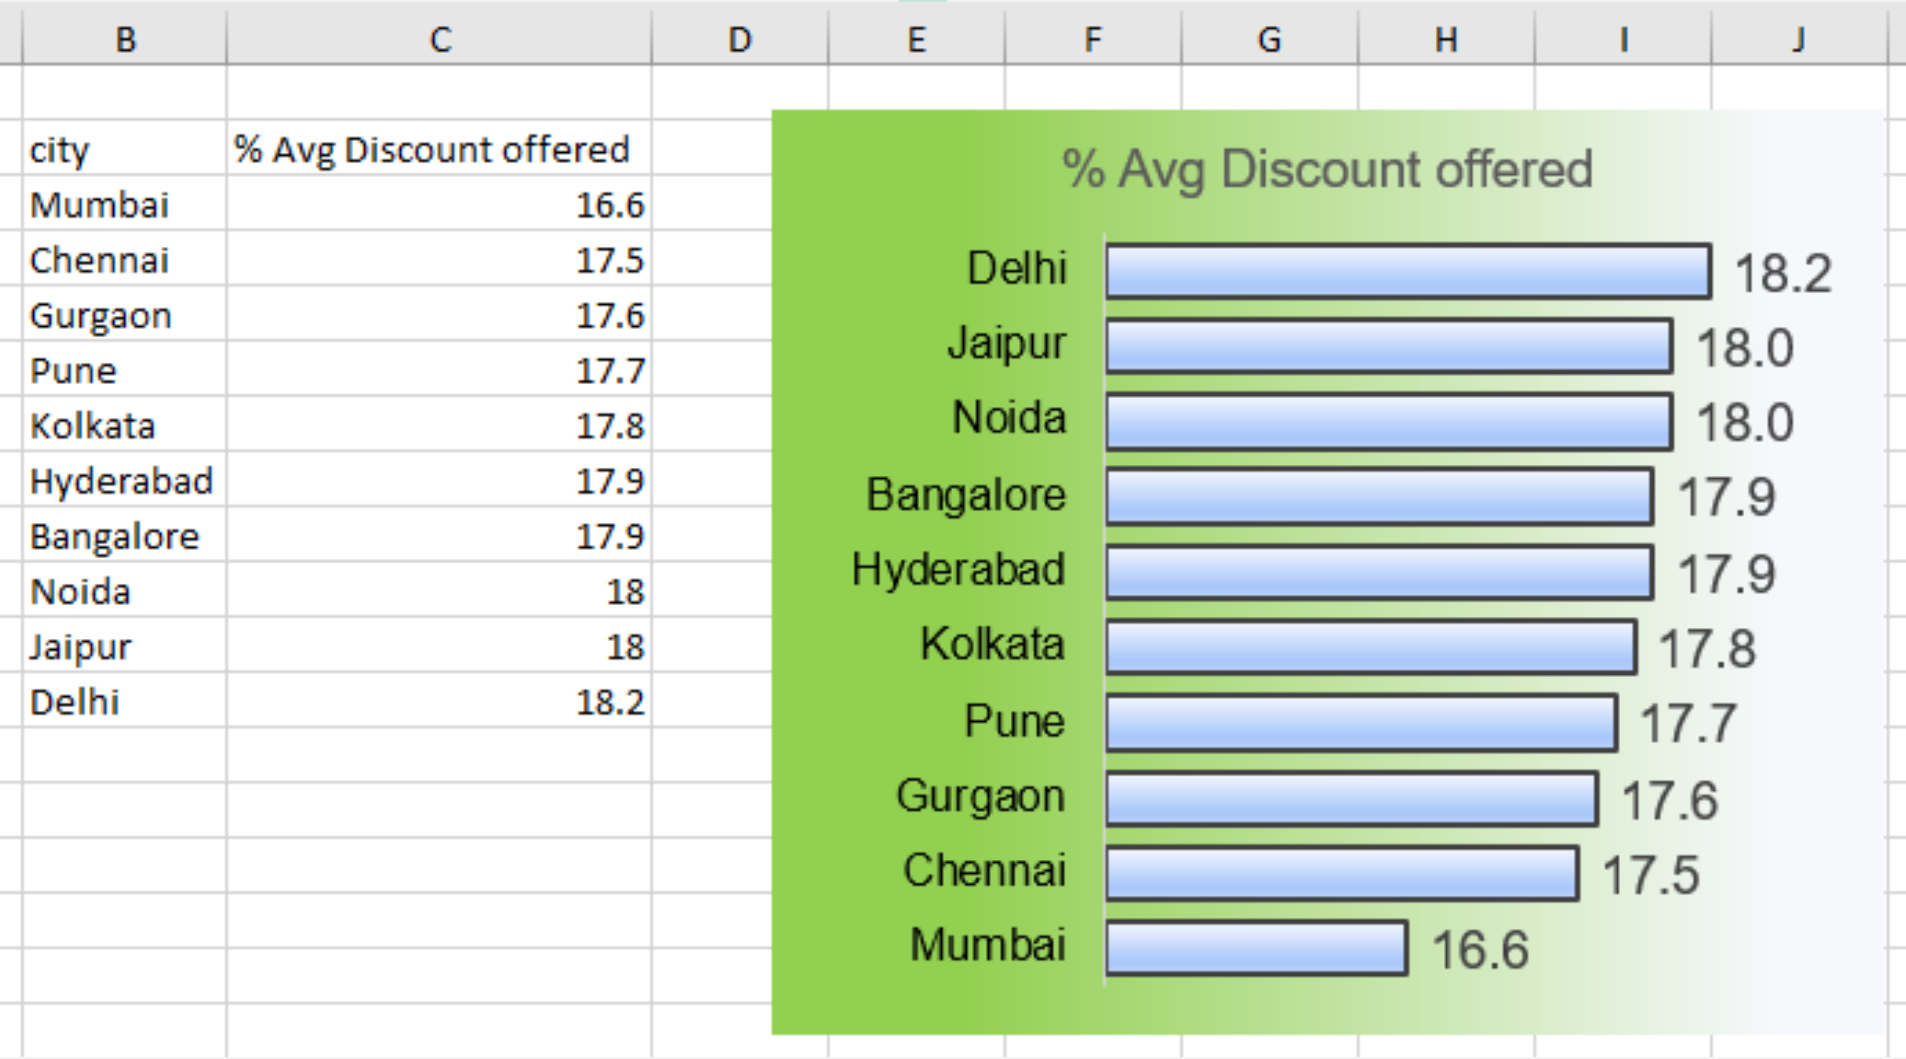 B C D E F G H I J
city % Avg Discount offered
Mumbai 16.6
Chennai 17.5
Gurgaon 17.6
Pune 17.7
Kolkata 17.8
Hyderabad 17.9
Bangalore 17.9
Noida 18
Jaipur 18
Delhi 18.2
% Avg Discount offered
Delhi 18.2
Jaipur 18.0
Noida 18.0
Bangalore 17.9
Hyderabad 17.9
Kolkata 17.8
Pune 17.7
Gurgaon 17.6
Chennai 17.5
Mumbai 16.6